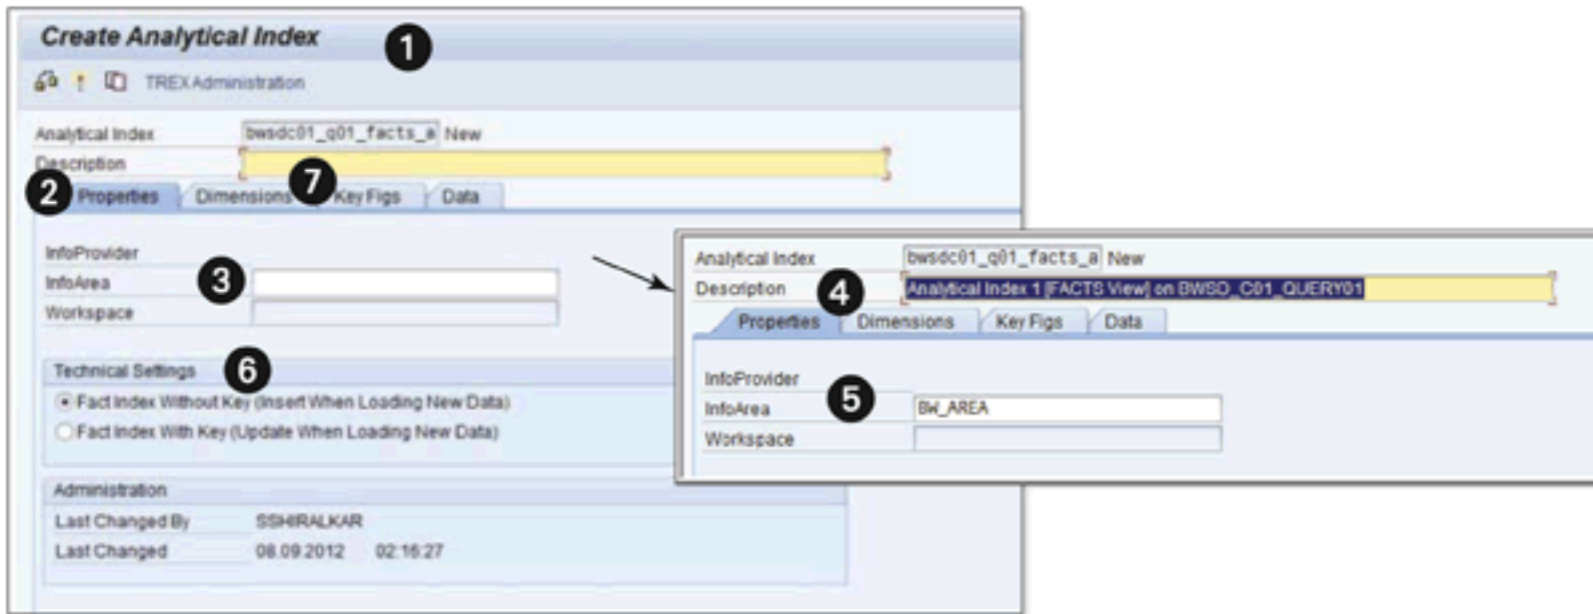 Create Analytical Index 1
TREX Administration
Analytical Index bwsdc01_q01_facts_a New
Description
7
2 Properties Dimensions Key Figs Data
InfoProvider
InfoArea 3
Workspace
Technical Settings 6
Fact Index Without Key (Insert When Loading New Data)
Fact Index With Key (Update When Loading New Data)
Administration
Last Changed By SSHIRALKAR
Last Changed 08.09.2012 02:16:27
Analytical Index bwsdc01_q01_facts_a New
Description 4 Analytical Index 1 [FACTS View] on BWSD_C01_QUERY01
Properties Dimensions Key Figs Data
InfoProvider
InfoArea 5 BW_AREA
Workspace